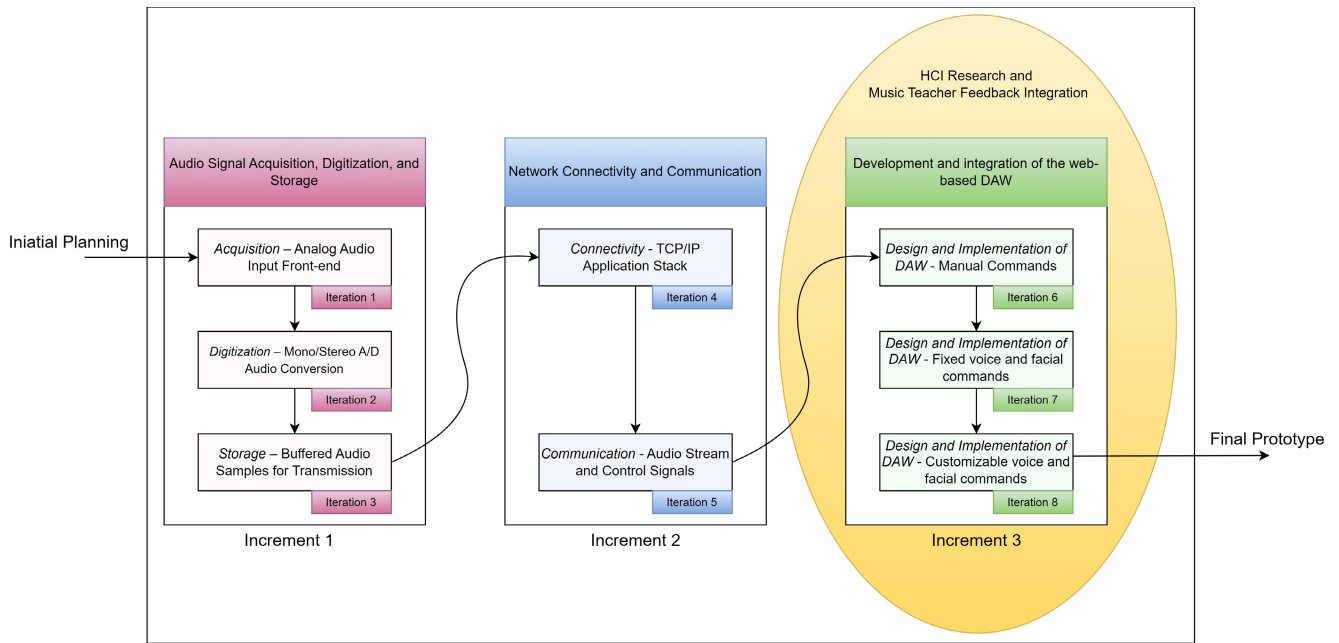 HCI Research and
Music Teacher Feedback Integration
Audio Signal Acquisition, Digitization, and
Storage
Network Connectivity and Communication
Development and integration of the web-
based DAW
Iniatial Planning
Acquisition – Analog Audio
Input Front-end
Iteration 1
Digitization – Mono/Stereo A/D
Audio Conversion
Iteration 2
Storage – Buffered Audio
Samples for Transmission
Iteration 3
Increment 1
Connectivity - TCP/IP
Application Stack
Iteration 4
Communication - Audio Stream
and Control Signals
Iteration 5
Increment 2
Design and Implementation of
DAW - Manual Commands
Iteration 6
Design and Implementation of
DAW - Fixed voice and facial
commands
Iteration 7
Design and Implementation of
DAW - Customizable voice and
facial commands
Iteration 8
Increment 3
Final Prototype